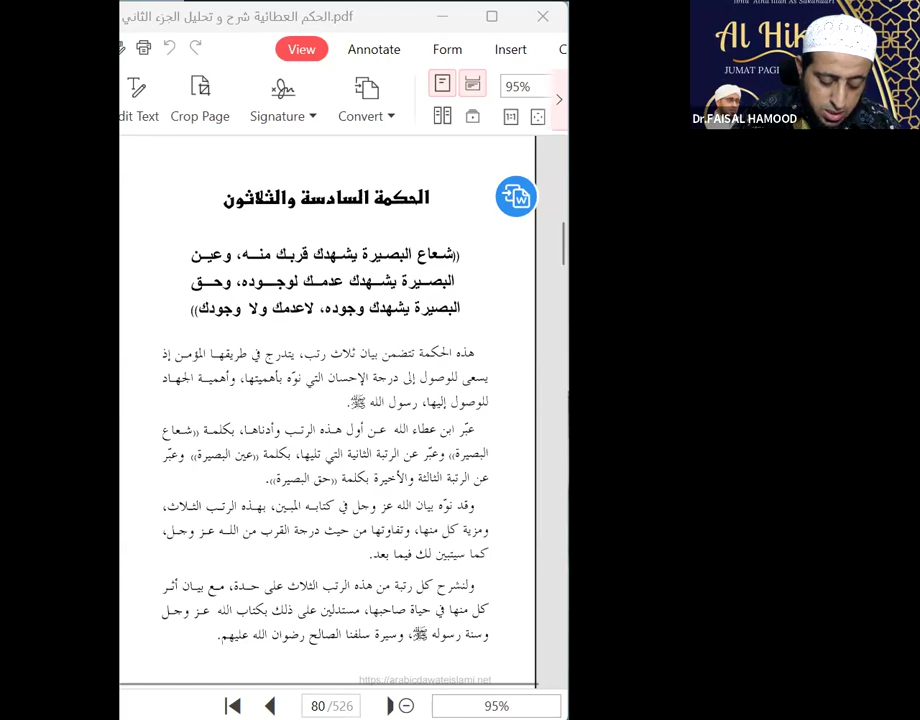 الحكم العطائية شرح و تحليل الجزء الثاني.pdf
View Annotate Form Insert C
dit Text Crop Page Signature Convert 95%
1:1
الحكمة السادسة والثلاثون
((شعاع البصيرة يشهدك قربك منه، وعين
البصيرة يشهدك عدمك لوجوده، وحق
البصيرة يشهدك وجوده، لاعدمك ولا وجودك))
هذه الحكمة تتضمن بيان ثلاث رتب، يتدرج في طريقها المؤمن إذ
يسعى للوصول إلى درجة الإحسان التي نوّه بأهميتها، وأهمية الجهاد
للوصول إليها، رسول الله ﷺ.
عبّر ابن عطاء الله عن أول هذه الرتب وأدناها، بكلمة ((شعاع
البصيرة)) وعبّر عن الرتبة الثانية التي تليها، بكلمة ((عين البصيرة)) وعبّر
عن الرتبة الثالثة والأخيرة بكلمة ((حق البصيرة)).
وقد نوّه بيان الله عز وجل في كتابه المبين، بهذه الرتب الثلاث،
ومزية كل منها، وتفاوتها من حيث درجة القرب من الله عز وجل،
كما سيتبين لك فيما بعد.
ولنشرح كل رتبة من هذه الرتب الثلاث على حدة، مع بيان أثر
كل منها في حياة صاحبها، مستدلين على ذلك بكتاب الله عز وجل
وسنة رسوله ﷺ، وسيرة سلفنا الصالح رضوان الله عليهم.
https://arabicdawateislami.net
80 /526 95%
Al Hik
JUMAT PAGI
Dr.FAISAL HAMOOD